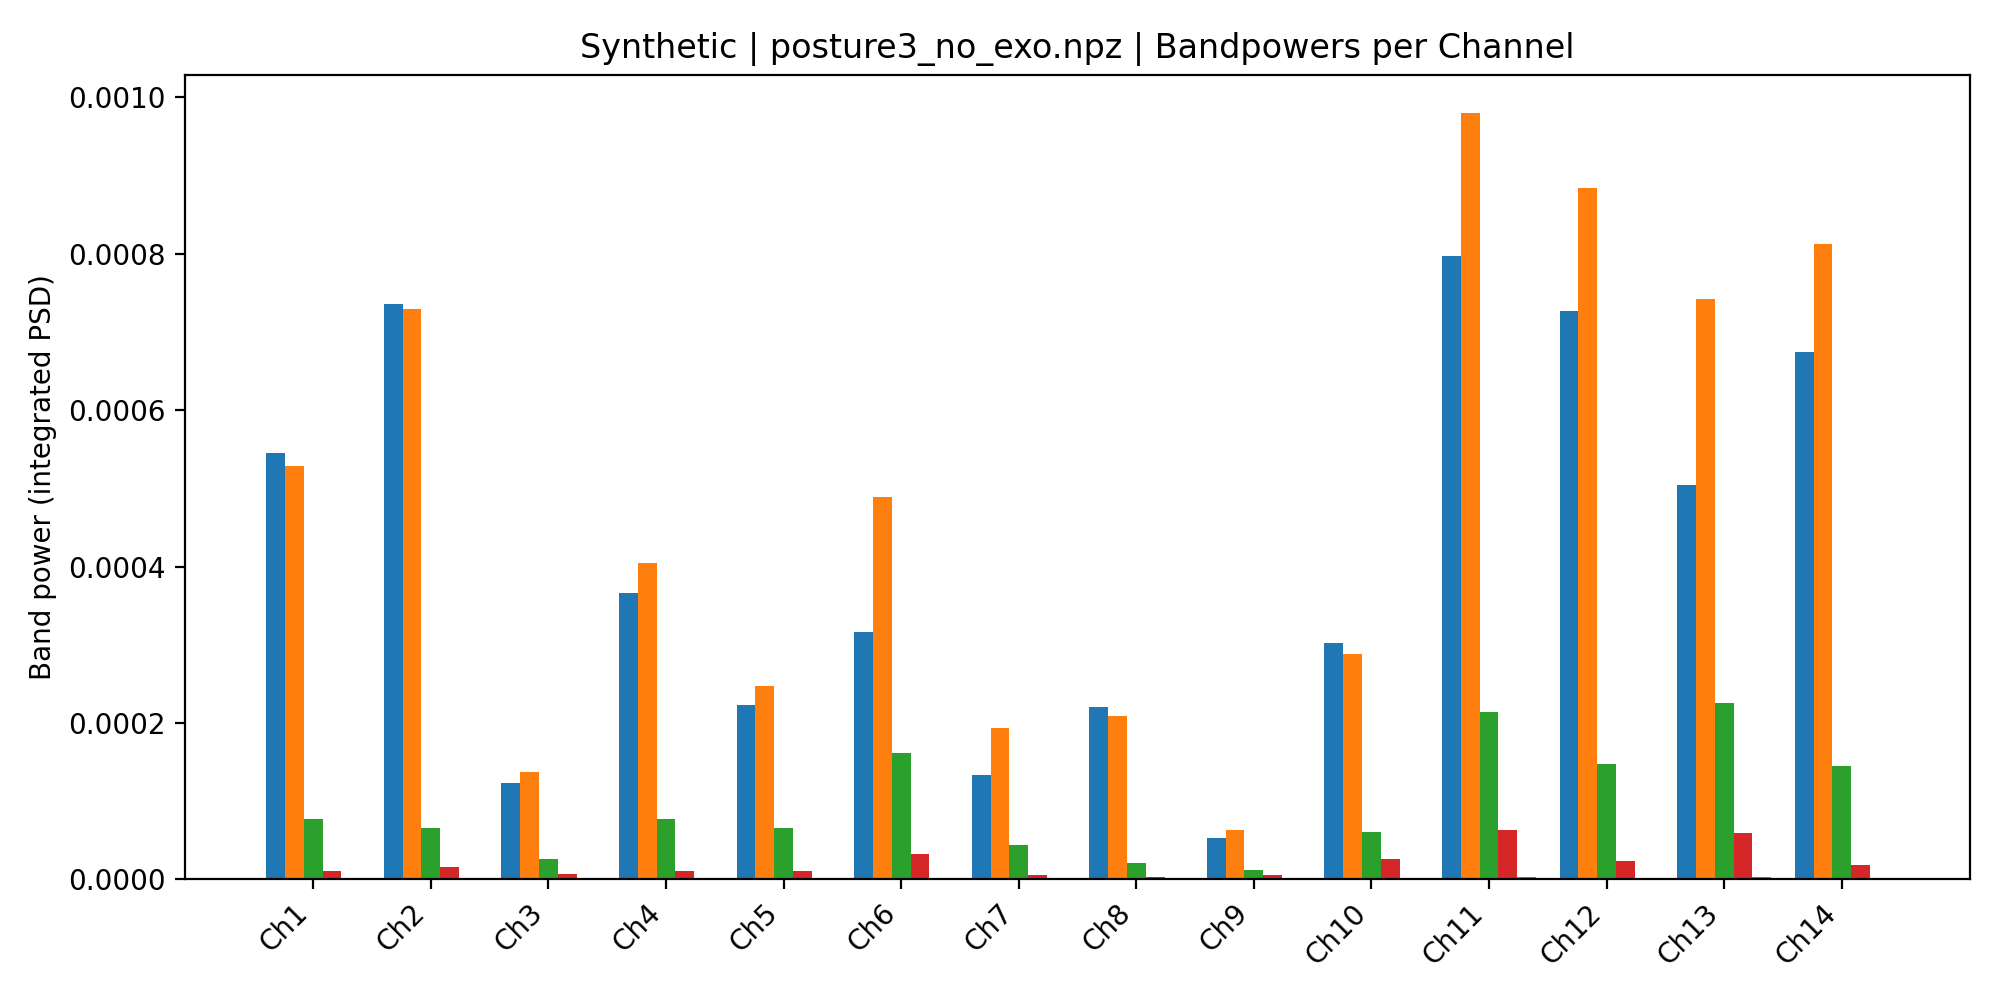 Synthetic | posture3_no_exo.npz | Bandpowers per Channel
Band power (integrated PSD)
0.0010
0.0008
0.0006
0.0004
0.0002
0.0000
Ch1
Ch2
Ch3
Ch4
Ch5
Ch6
Ch7
Ch8
Ch9
Ch10
Ch11
Ch12
Ch13
Ch14